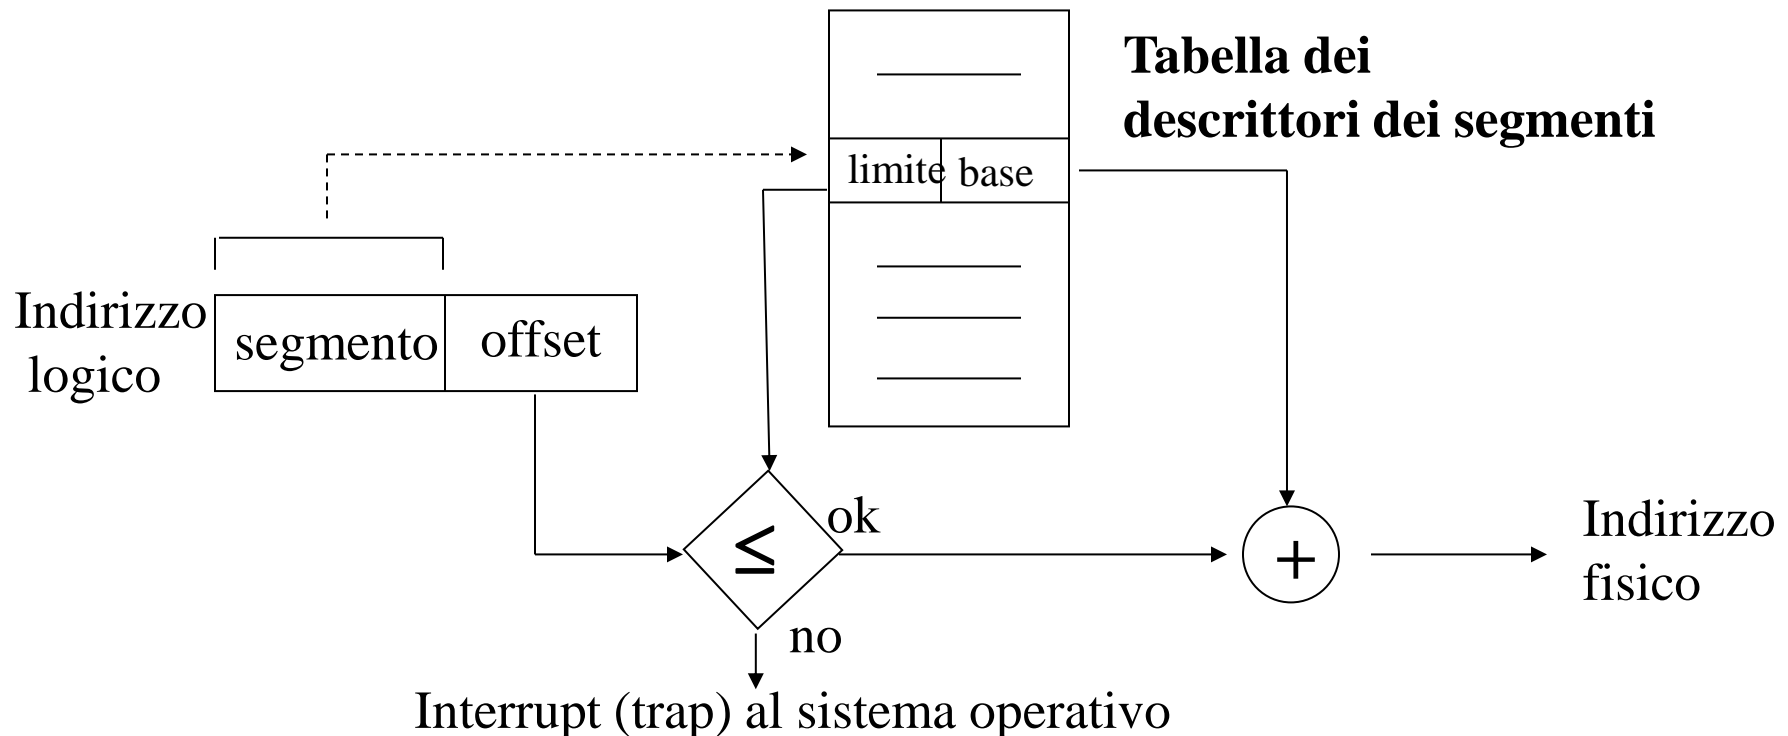 Tabella dei
descrittori dei segmenti
limite base
Indirizzo
logico
segmento offset
ok
≤
+
Indirizzo
fisico
no
Interrupt (trap) al sistema operativo